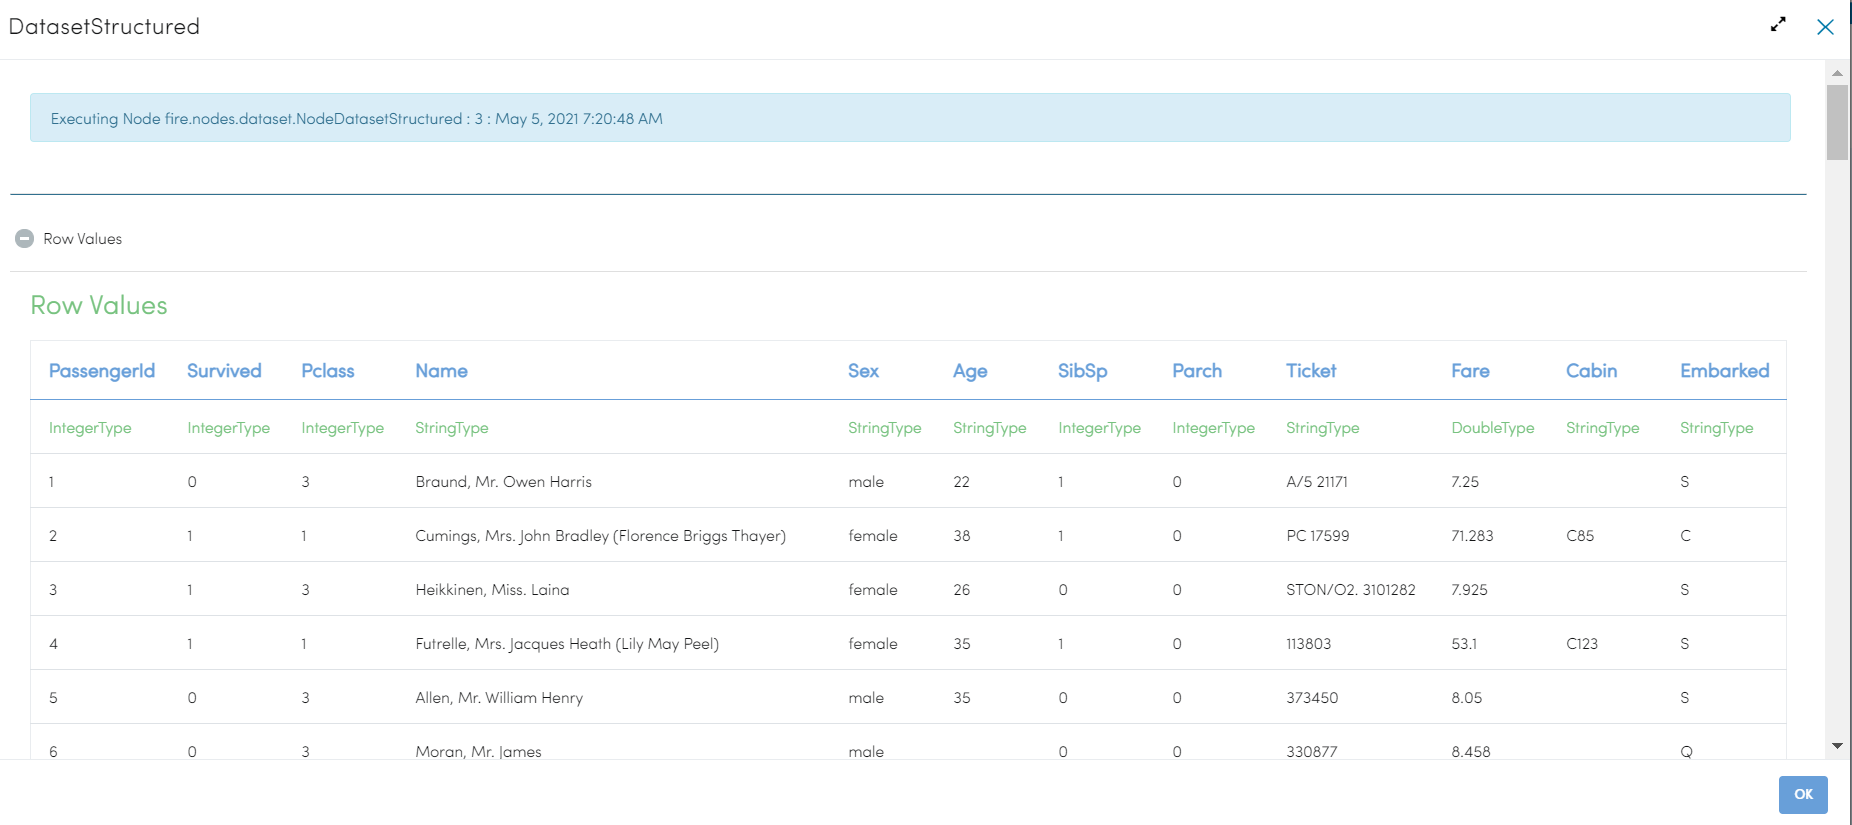 DatasetStructured
Executing Node fire.nodes.dataset.NodeDatasetStructured : 3 : May 5, 2021 7:20:48 AM
Row Values
Row Values
PassengerId Survived Pclass Name Sex Age SibSp Parch Ticket Fare Cabin Embarked
IntegerType IntegerType IntegerType StringType StringType StringType IntegerType IntegerType StringType DoubleType StringType StringType
1 0 3 Braund, Mr. Owen Harris male 22 1 0 A/5 21171 7.25 S
2 1 1 Cumings, Mrs. John Bradley (Florence Briggs Thayer) female 38 1 0 PC 17599 71.283 C85 C
3 1 3 Heikkinen, Miss. Laina female 26 0 0 STON/O2. 3101282 7.925 S
4 1 1 Futrelle, Mrs. Jacques Heath (Lily May Peel) female 35 1 0 113803 53.1 C123 S
5 0 3 Allen, Mr. William Henry male 35 0 0 373450 8.05 S
6 0 3 Moran, Mr. James male 0 0 330877 8.458 Q
OK